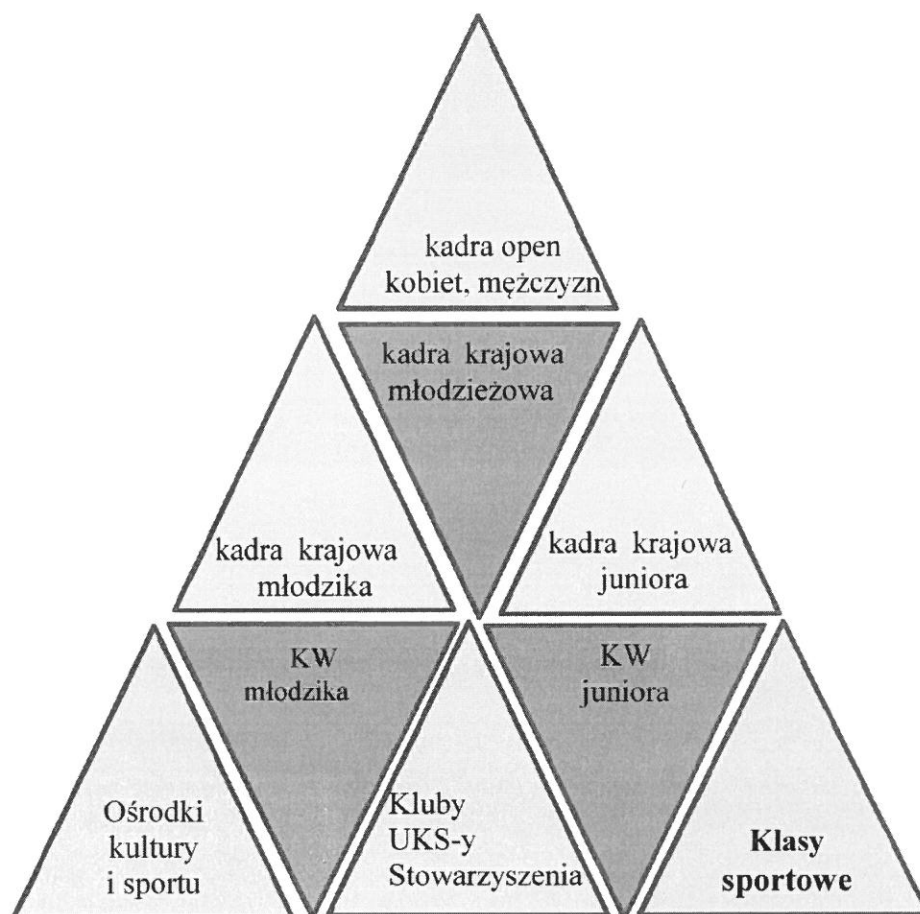 kadra open
kobiet, mężczyzn
kadra krajowa
młodzieżowa
kadra krajowa
młodzika
kadra krajowa
juniora
KW
młodzika
KW
juniora
Ośrodki
kultury
i sportu
Kluby
UKS-y
Stowarzyszenia
Klasy
sportowe